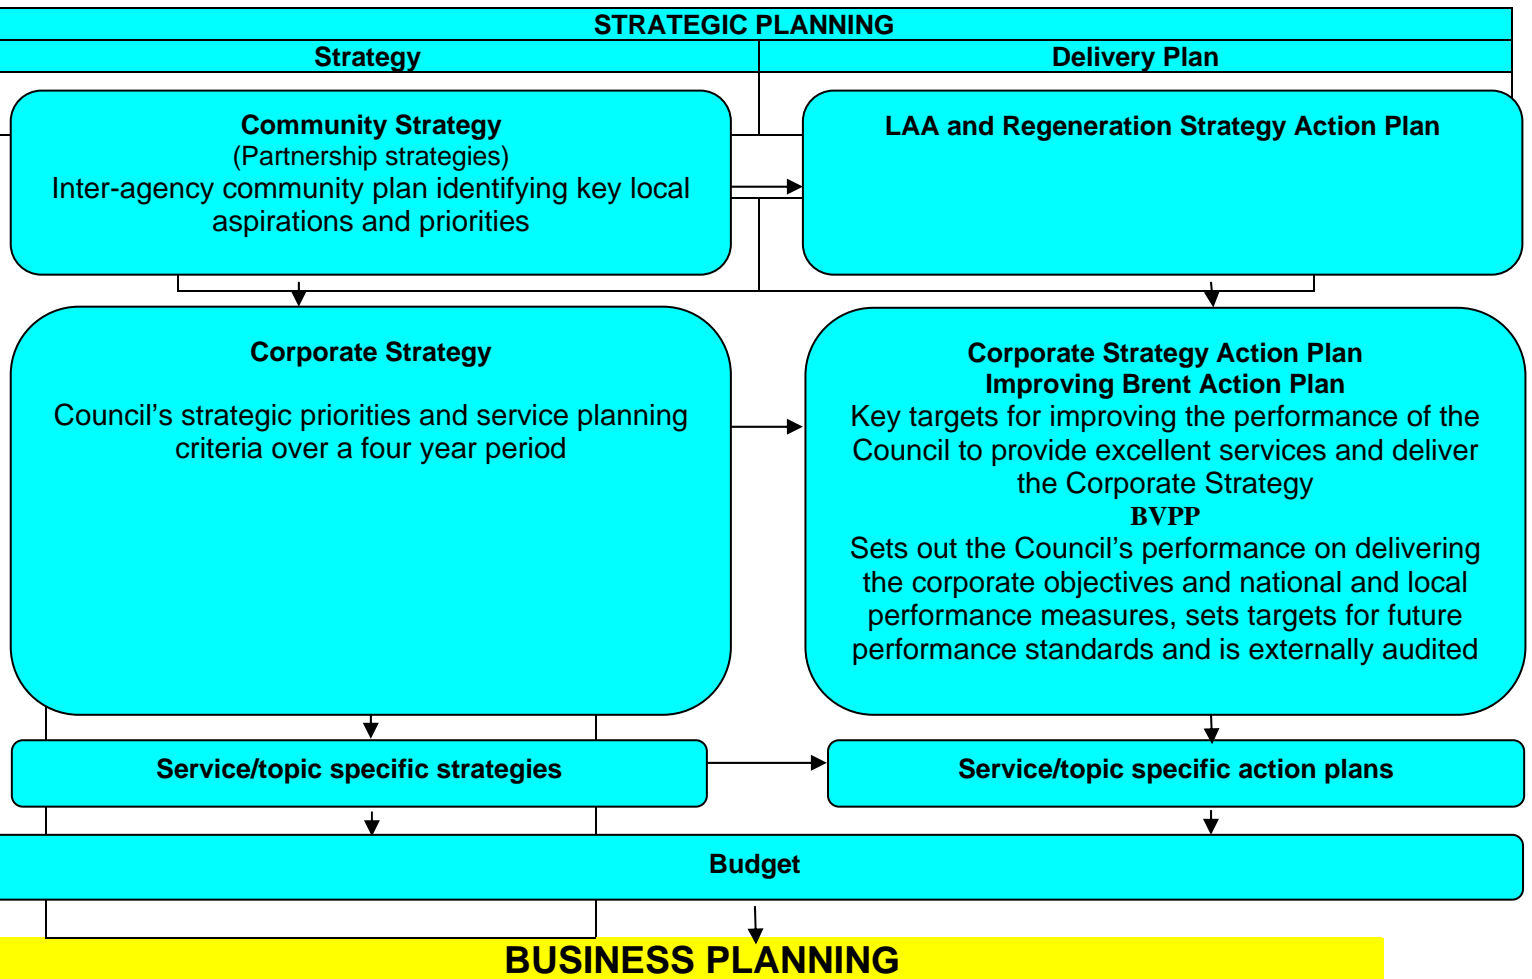 STRATEGIC PLANNING
Strategy
Delivery Plan
Community Strategy
(Partnership strategies)
Inter-agency community plan identifying key local
aspirations and priorities
LAA and Regeneration Strategy Action Plan
Corporate Strategy
Council’s strategic priorities and service planning
criteria over a four year period
Corporate Strategy Action Plan
Improving Brent Action Plan
Key targets for improving the performance of the
Council to provide excellent services and deliver
the Corporate Strategy
BVPP
Sets out the Council’s performance on delivering
the corporate objectives and national and local
performance measures, sets targets for future
performance standards and is externally audited
Service/topic specific strategies
Service/topic specific action plans
Budget
BUSINESS PLANNING